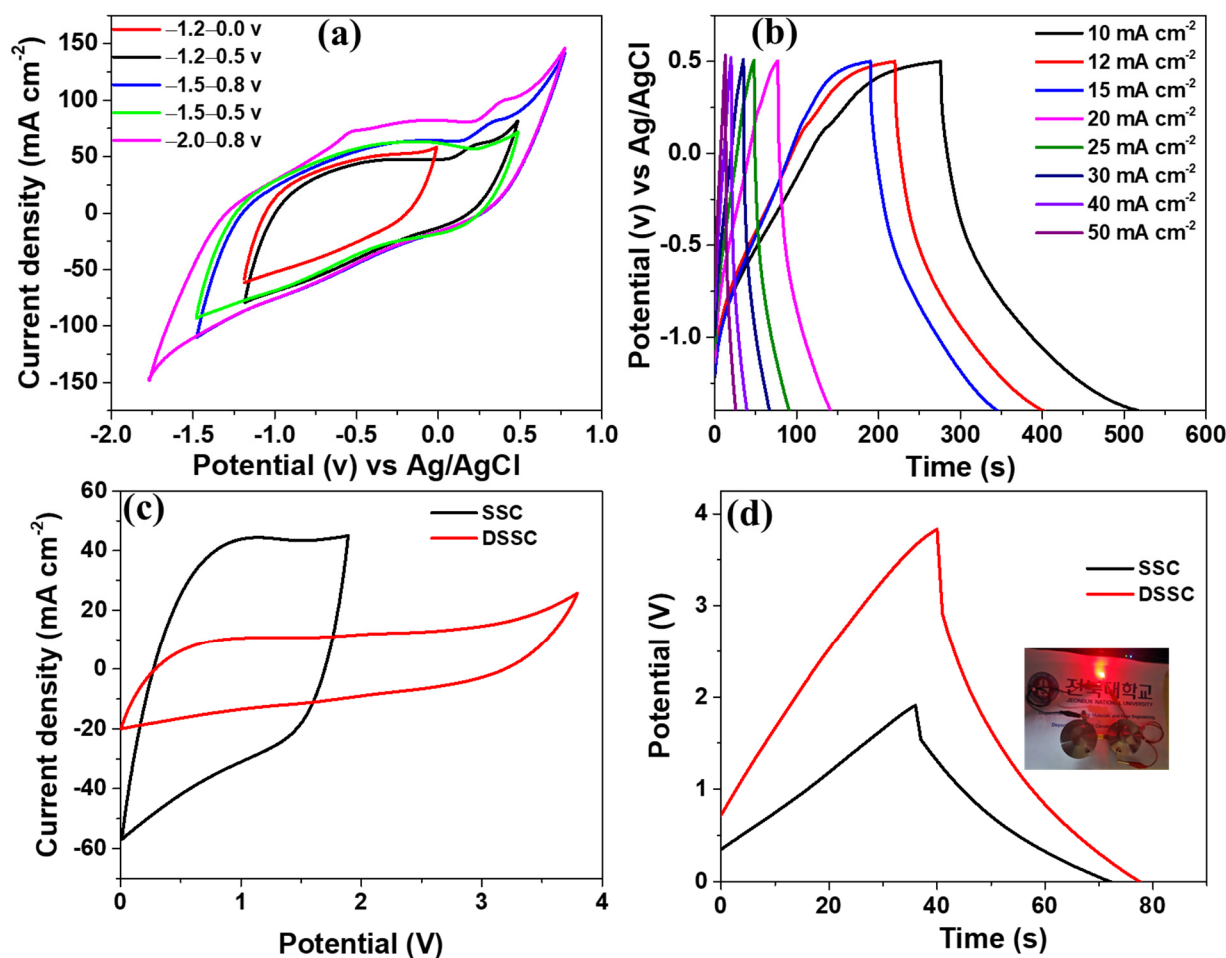 (a)
–1.2–0.0 v
–1.2–0.5 v
–1.5–0.8 v
–1.5–0.5 v
–2.0–0.8 v
150
100
50
0
-50
-100
-150
Current density (mA cm-2)
-2.0 -1.5 -1.0 -0.5 0.0 0.5 1.0
Potential (v) vs Ag/AgCl
(b)
10 mA cm-2
12 mA cm-2
15 mA cm-2
20 mA cm-2
25 mA cm-2
30 mA cm-2
40 mA cm-2
50 mA cm-2
0.5
0.0
-0.5
-1.0
Potential (v) vs Ag/AgCl
0 100 200 300 400 500 600
Time (s)
(c)
SSC
DSSC
60
40
20
0
-20
-40
-60
Current density (mA cm-2)
0 1 2 3 4
Potential (V)
(d)
SSC
DSSC
4
3
2
1
0
Potential (V)
전북대학교
JEONBUK NATIONAL UNIVERSITY
0 20 40 60 80
Time (s)